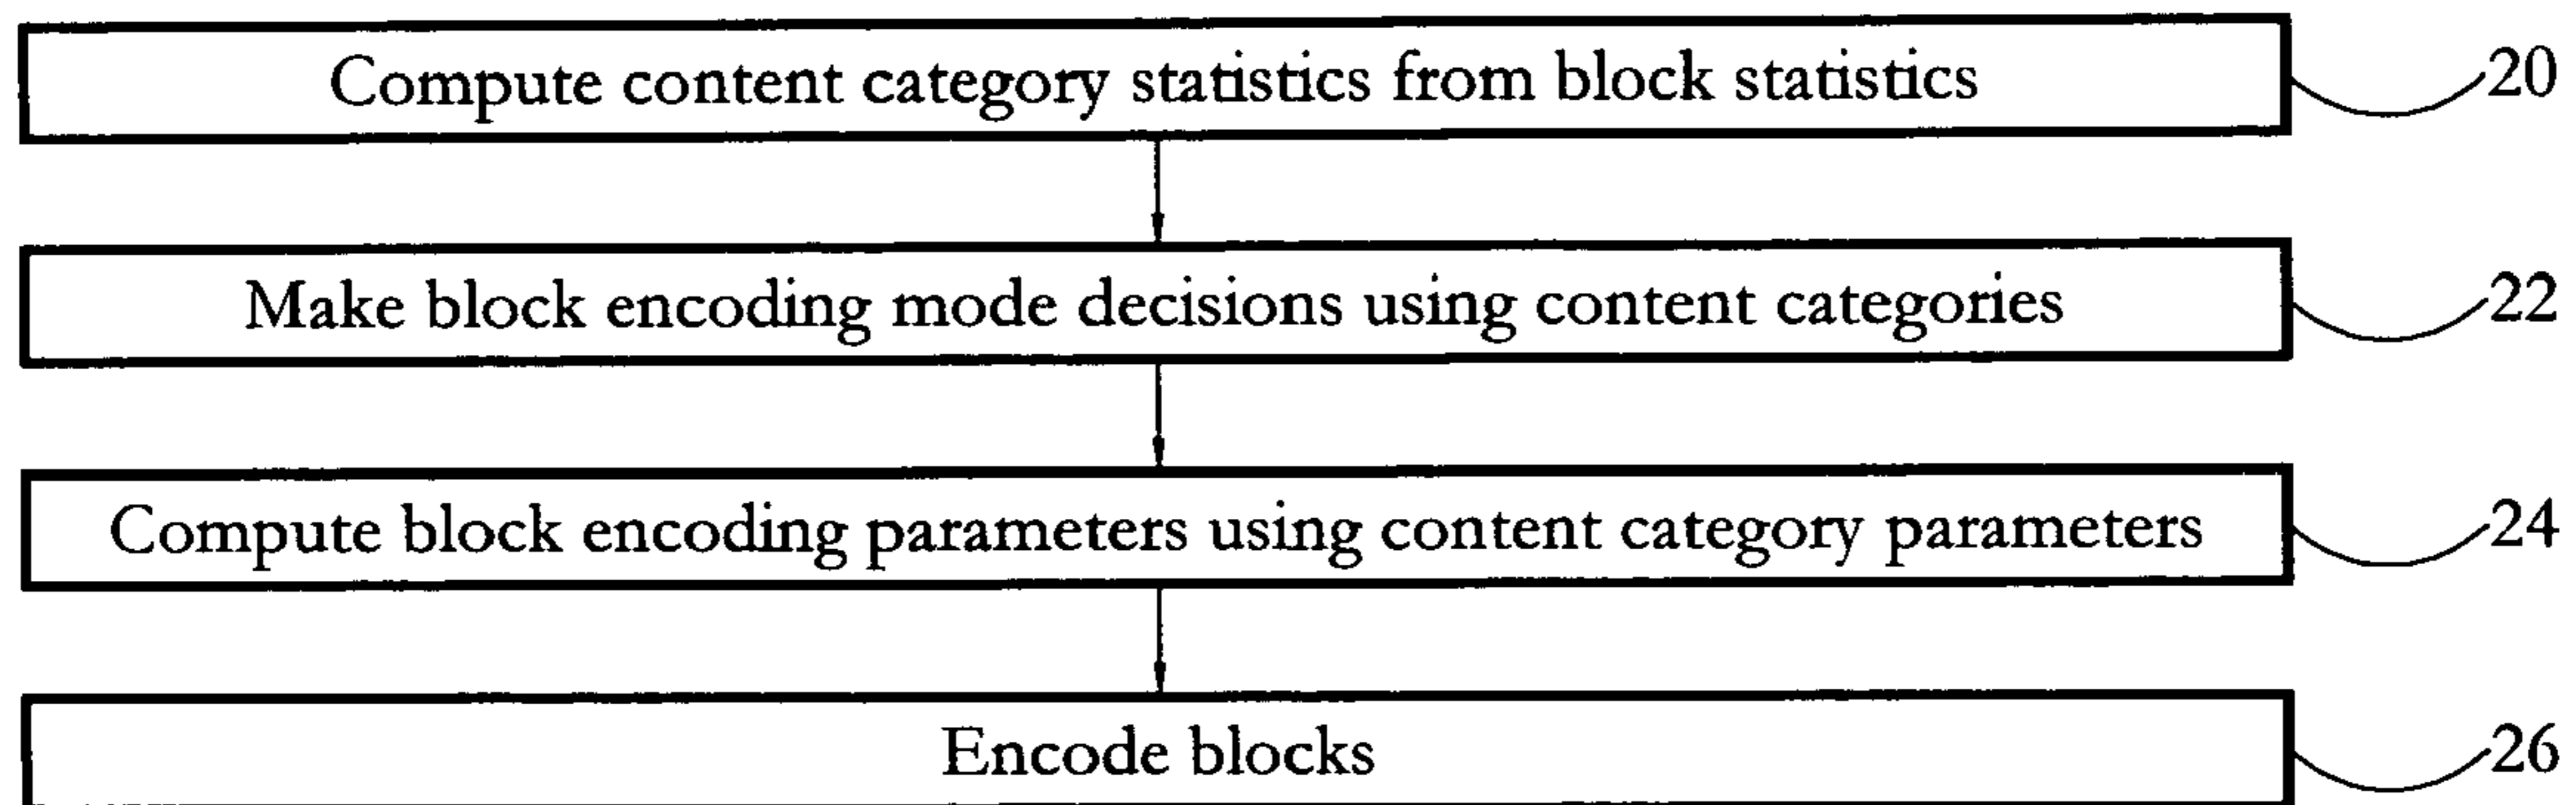 Compute content category statistics from block statistics 20
Make block encoding mode decisions using content categories 22
Compute block encoding parameters using content category parameters 24
Encode blocks 26